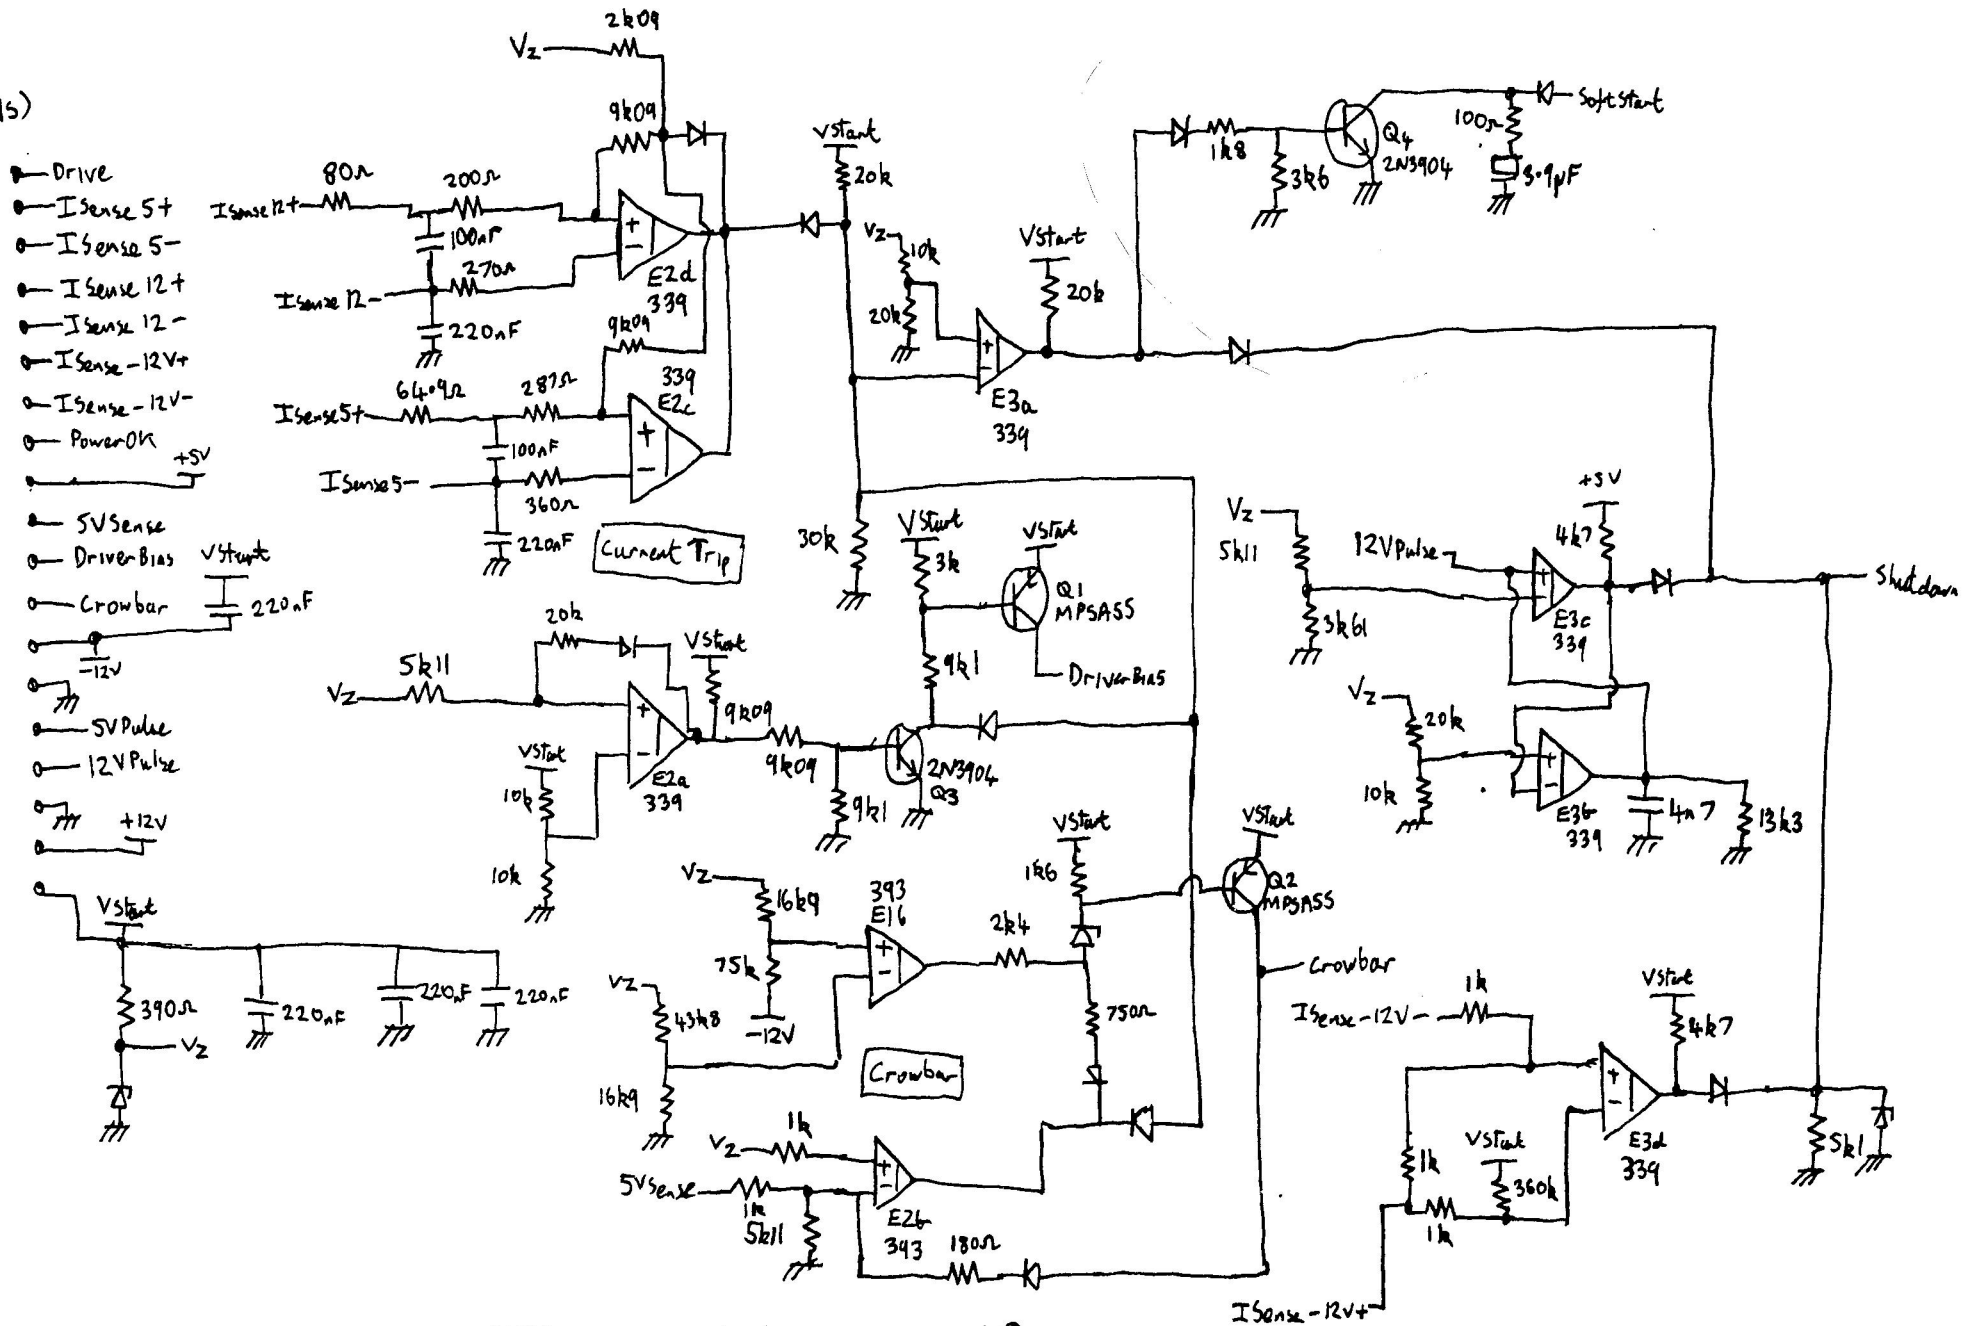 ls)
Drive
ISense 5+
ISense 5-
ISense 12+
ISense 12-
ISense-12V+
ISense-12V-
PowerOK
+5V
5VSense
DriverBias
VStart
Crowbar
220nF
-12V
5VPulse
12VPulse
+12V
VStart
390Ω
220nF
220nF
220nF
Vz
Vz
2k09
9k09
80Ω
200Ω
ISense12+
100nF
270Ω
ISense 12-
220nF
E2d
339
9k09
64.9Ω
287Ω
339
E2c
ISense5+
100nF
ISense5-
360Ω
220nF
Current Trip
VStart
20k
Vz
10k
20k
VStart
20k
E3a
339
30k
1k8
3k6
Q4
2N3904
100Ω
3.9µF
SoftStart
VStart
3k
VStart
Q1
MPSA55
9k1
DriverBias
20k
5k11
Vz
VStart
9k09
9k09
E2a
339
VStart
10k
10k
9k1
2N3904
Q3
Vz
5k11
3k61
12VPulse
+5V
4k7
E3c
339
Shutdown
Vz
20k
10k
E3b
339
4n7
13k3
Vz
16k9
75k
-12V
393
E1b
Vz
43k8
16k9
2k4
VStart
1k6
VStart
Q2
MPSA55
Crowbar
750Ω
Crowbar
Vz
1k
5VSense
1k
5k11
E2b
393
180Ω
ISense-12V-
1k
VStart
4k7
E3d
339
1k
VStart
360k
1k
5k1
ISense-12V+